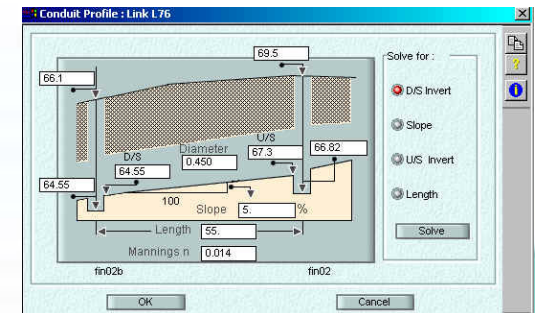 Conduit Profile : Link L76
69.5
Solve for :
66.1
D/S Invert
Slope
U/S Invert
Length
Solve
U/S
Diameter
D/S
67.3
66.82
0.450
64.55
64.55
100
Slope 5. %
Length 55.
Mannings n 0.014
fin02b
fin02
OK
Cancel